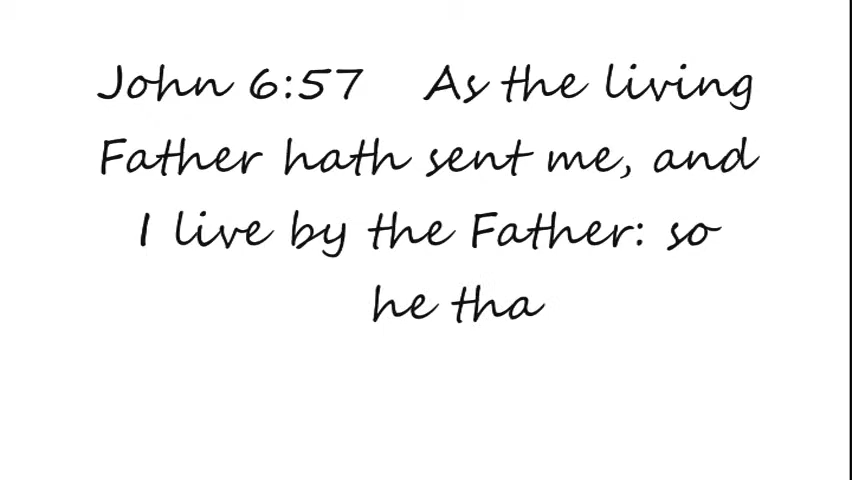 John 6:57 As the living
Father hath sent me, and
I live by the Father: so
he tha